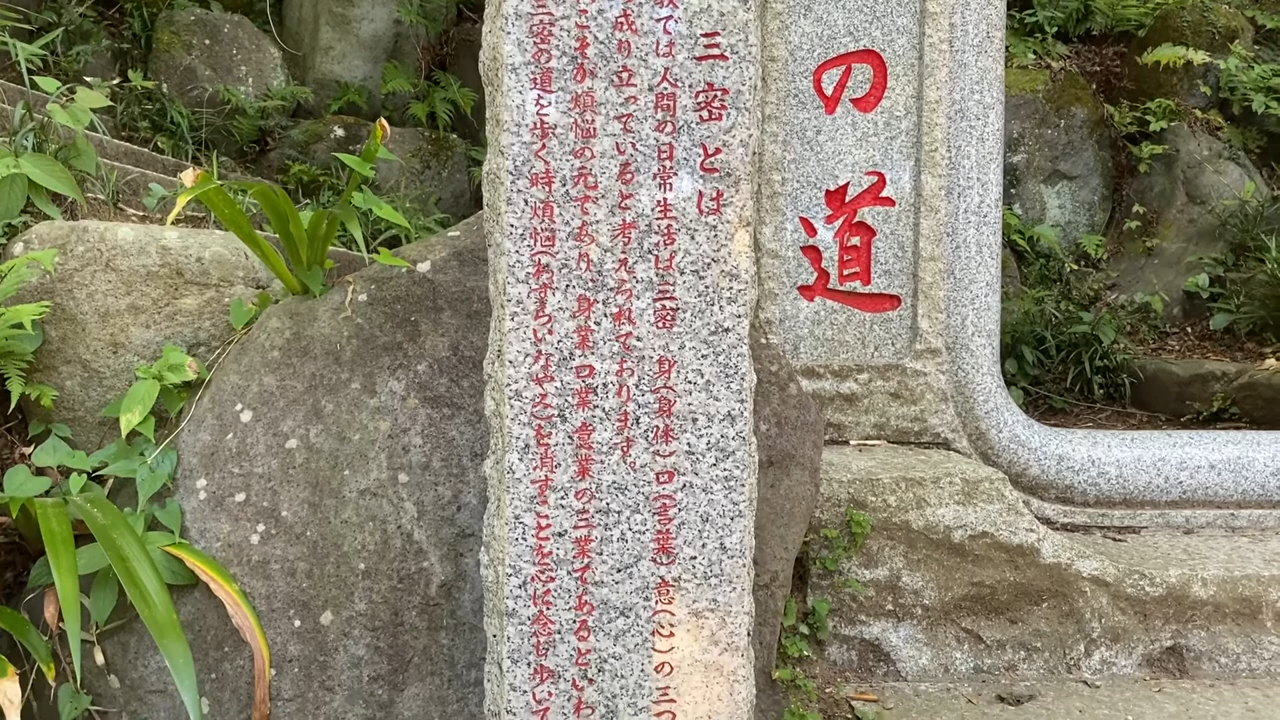 の道
三密とは
教では人間の日常生活は三密、身(身体)口(言葉)意(心)の三つ
成り立っていると考えられております。
こそが煩悩の元であり、身業口業意業の三業であるといわ
三密の道を歩く時煩悩(わずらいなやみ)を消すことを心に念じ歩いて